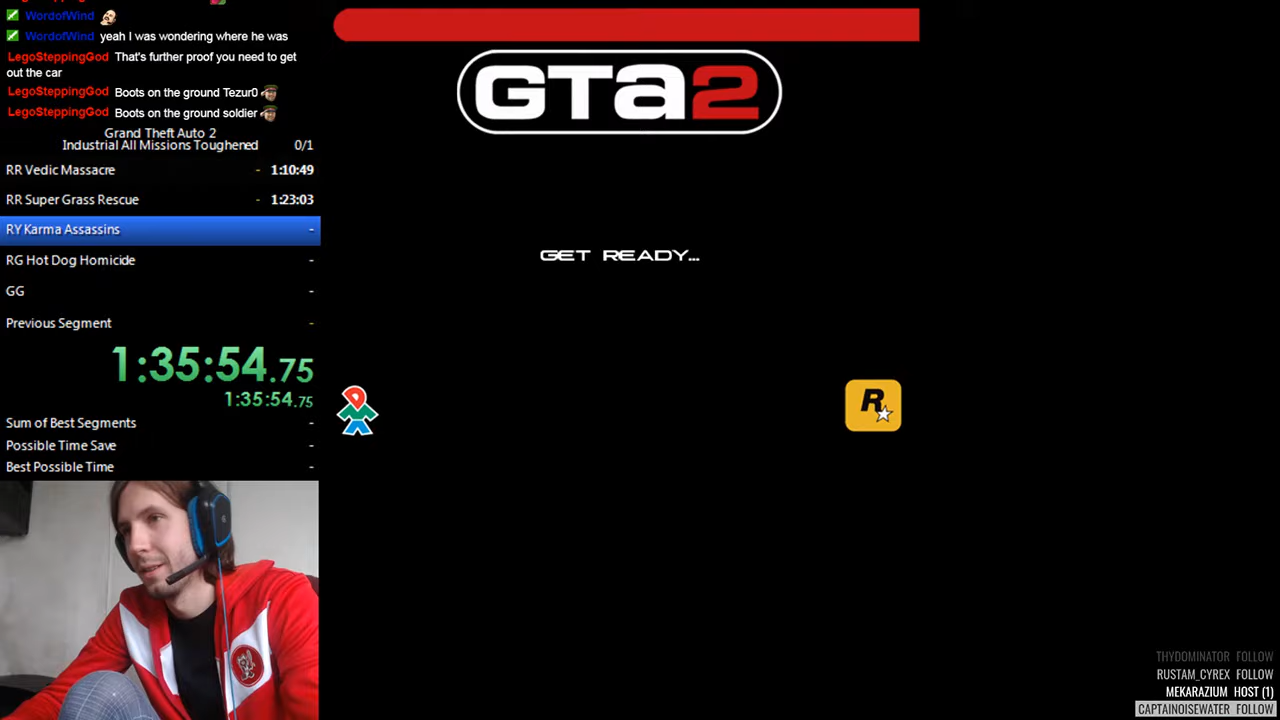 WordofWind
WordofWind yeah I was wondering where he was
LegoSteppingGod That's further proof you need to get
out the car
LegoSteppingGod Boots on the ground Tezur0
LegoSteppingGod Boots on the ground soldier
Grand Theft Auto 2
Industrial All Missions Toughened 0/1
RR Vedic Massacre - 1:10:49
RR Super Grass Rescue - 1:23:03
RY Karma Assassins -
RG Hot Dog Homicide -
GG -
Previous Segment -
1:35:54.75
1:35:54.75
Sum of Best Segments -
Possible Time Save -
Best Possible Time -
GTA2
GET READY...
R
THYDOMINATOR FOLLOW
RUSTAM_CYREX FOLLOW
MEKARAZIUM HOST (1)
CAPTAINOISEWATER FOLLOW